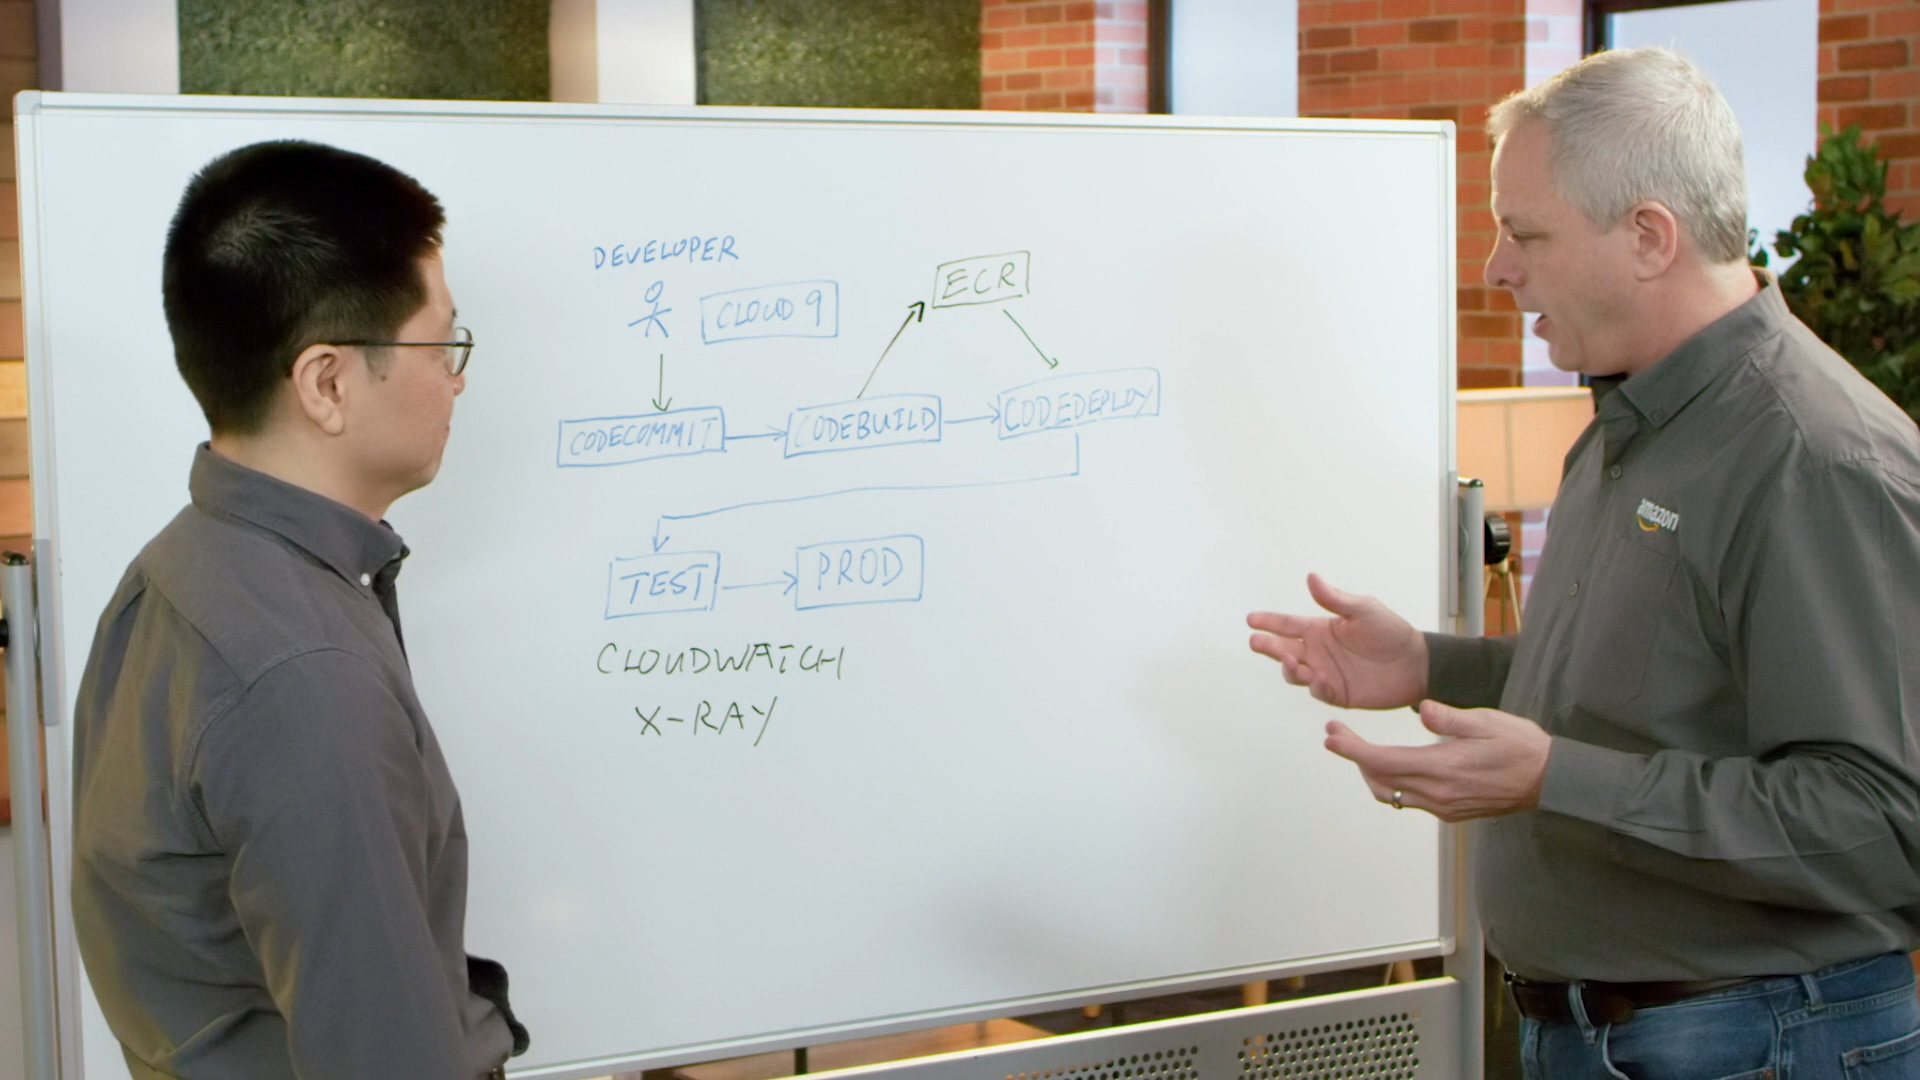 DEVELOPER
CLOUD 9
ECR
CODECOMMIT
CODEBUILD
CODEDEPLOY
TEST
PROD
CLOUDWATCH
X-RAY
amazon